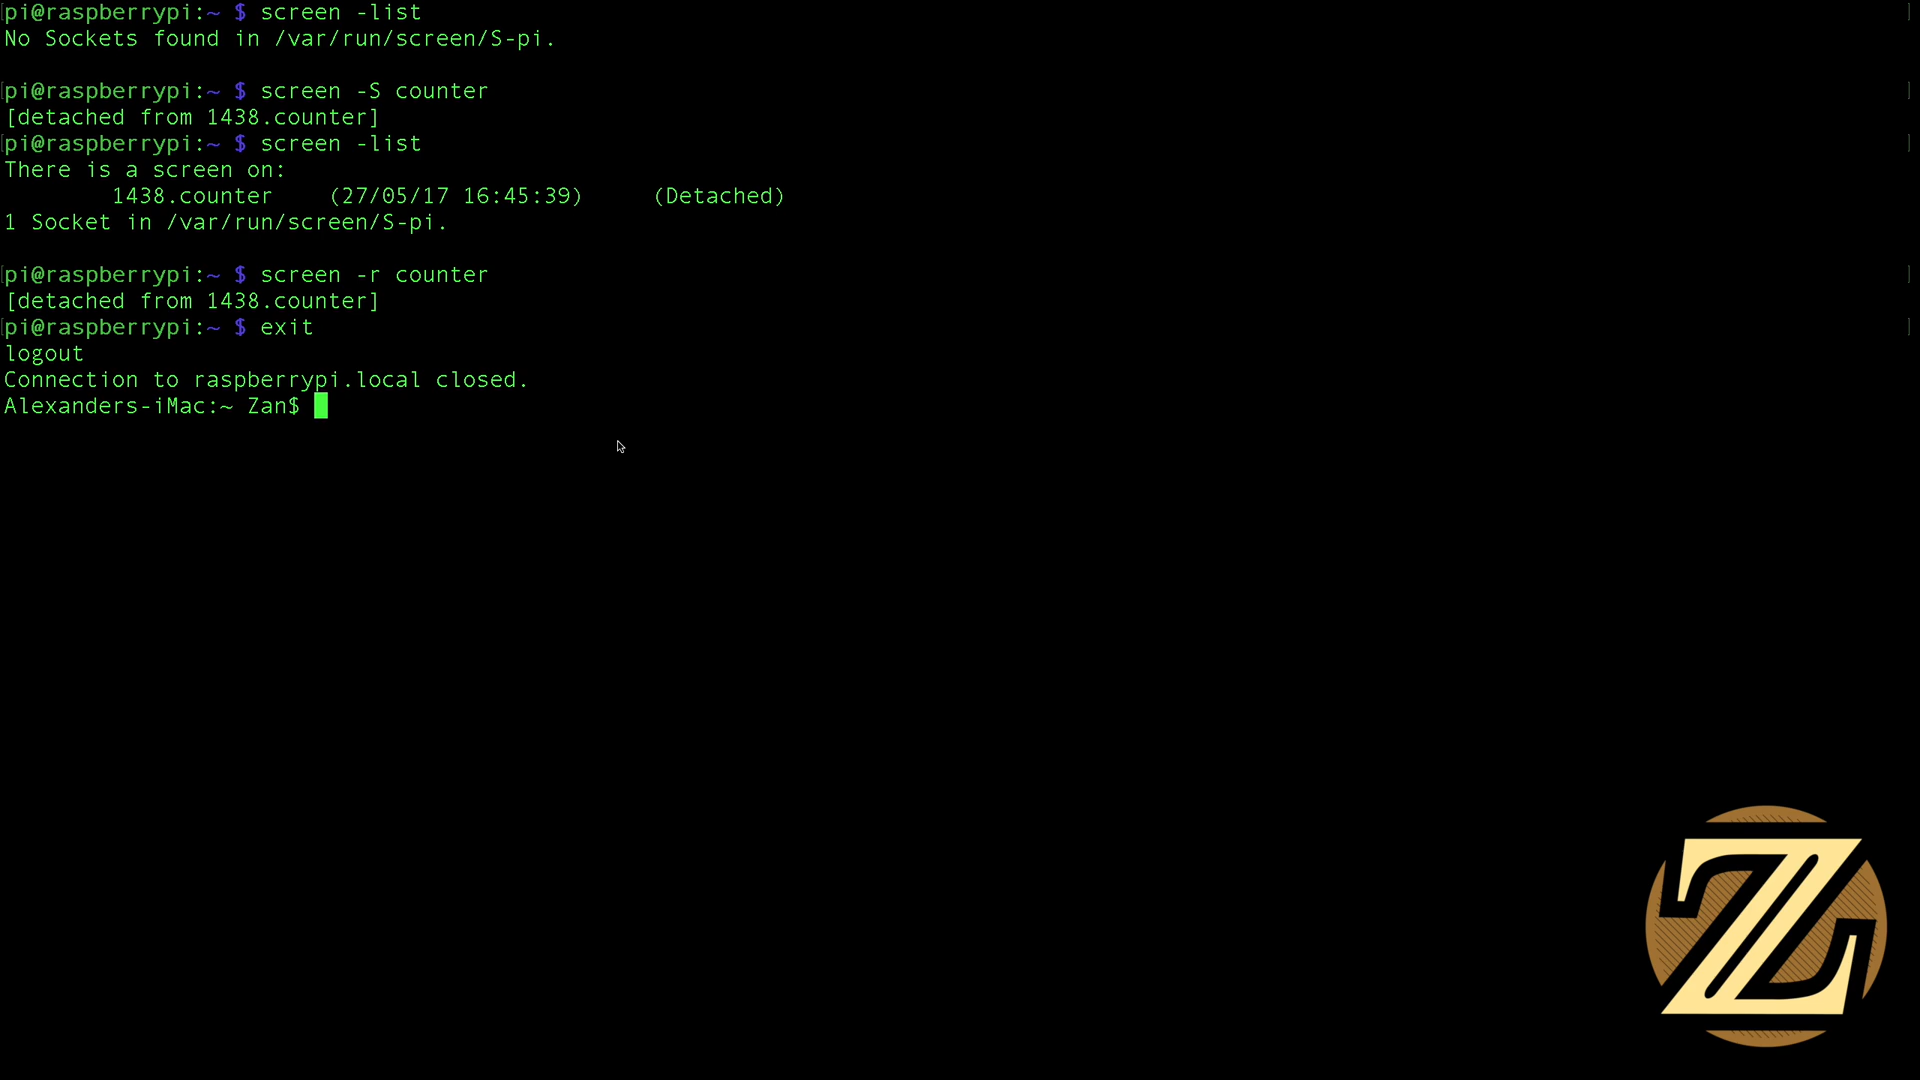 pi@raspberrypi:~ $ screen -list
No Sockets found in /var/run/screen/S-pi.
pi@raspberrypi:~ $ screen -S counter
[detached from 1438.counter]
pi@raspberrypi:~ $ screen -list
There is a screen on:
1438.counter (27/05/17 16:45:39) (Detached)
1 Socket in /var/run/screen/S-pi.
pi@raspberrypi:~ $ screen -r counter
[detached from 1438.counter]
pi@raspberrypi:~ $ exit
logout
Connection to raspberrypi.local closed.
Alexanders-iMac:~ Zan$
Z